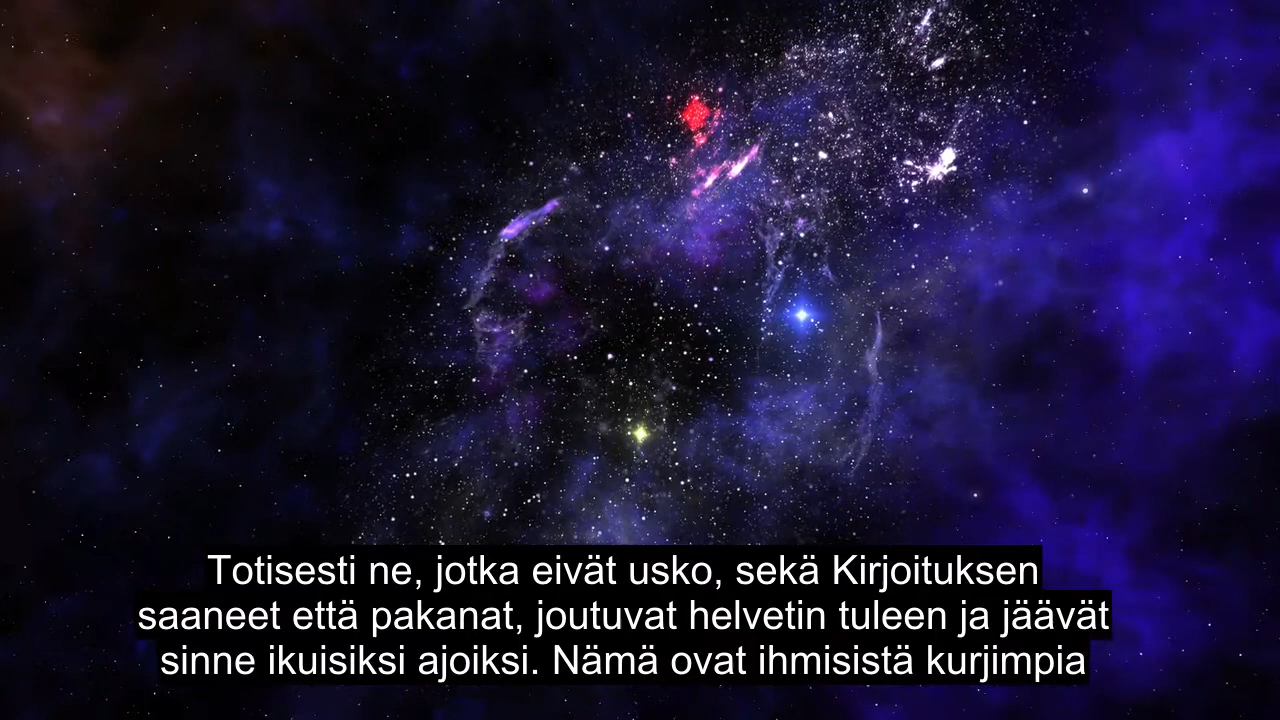 Totisesti ne, jotka eivät usko, sekä Kirjoituksen
saaneet että pakanat, joutuvat helvetin tuleen ja jäävät
sinne ikuisiksi ajoiksi. Nämä ovat ihmisistä kurjimpia